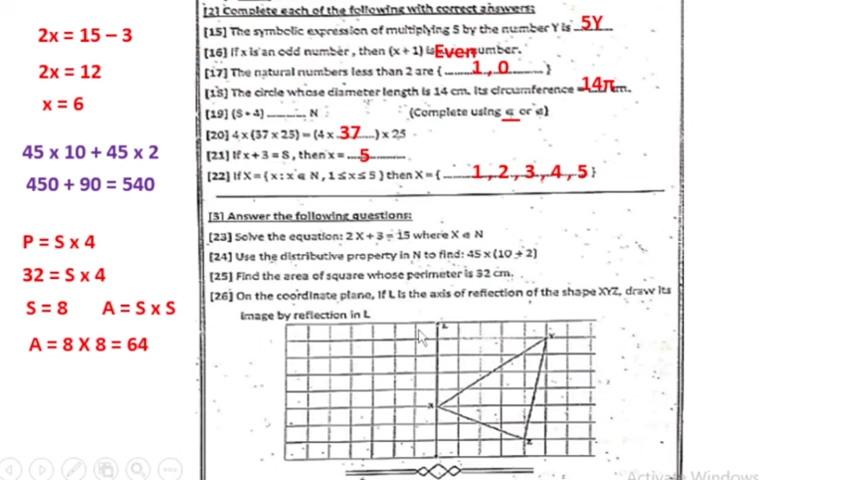 2x = 15 – 3
2x = 12
x = 6
45 x 10 + 45 x 2
450 + 90 = 540
P = S x 4
32 = S x 4
S = 8 A = S x S
A = 8 X 8 = 64
[2] Complete each of the following with correct answers:
[15] The symbolic expression of multiplying 5 by the number Y is 5Y
[16] If x is an odd number, then (x + 1) is Even number.
[17] The natural numbers less than 2 are { 1 , 0 }
[18] The circle whose diameter length is 14 cm. its circumference = 14π cm.
[19] N (Complete using ∈ or ∉)
[20] 4 x (37 x 25) = (4 x 37 ) x 25
[21] If x + 3 = 8, then x = 5
[22] If X = { x : x ∈ N , 1 ≤ x ≤ 5 } then X = { 1 , 2 , 3 , 4 , 5 }
[3] Answer the following questions:
[23] Solve the equation: 2 X + 3 = 15 where X ∈ N
[24] Use the distributive property in N to find: 45 x (10 + 2)
[25] Find the area of square whose perimeter is 32 cm.
[26] On the coordinate plane, if L is the axis of reflection of the shape XYZ, draw its
image by reflection in L
L
Y
X
Z
Activate Windows